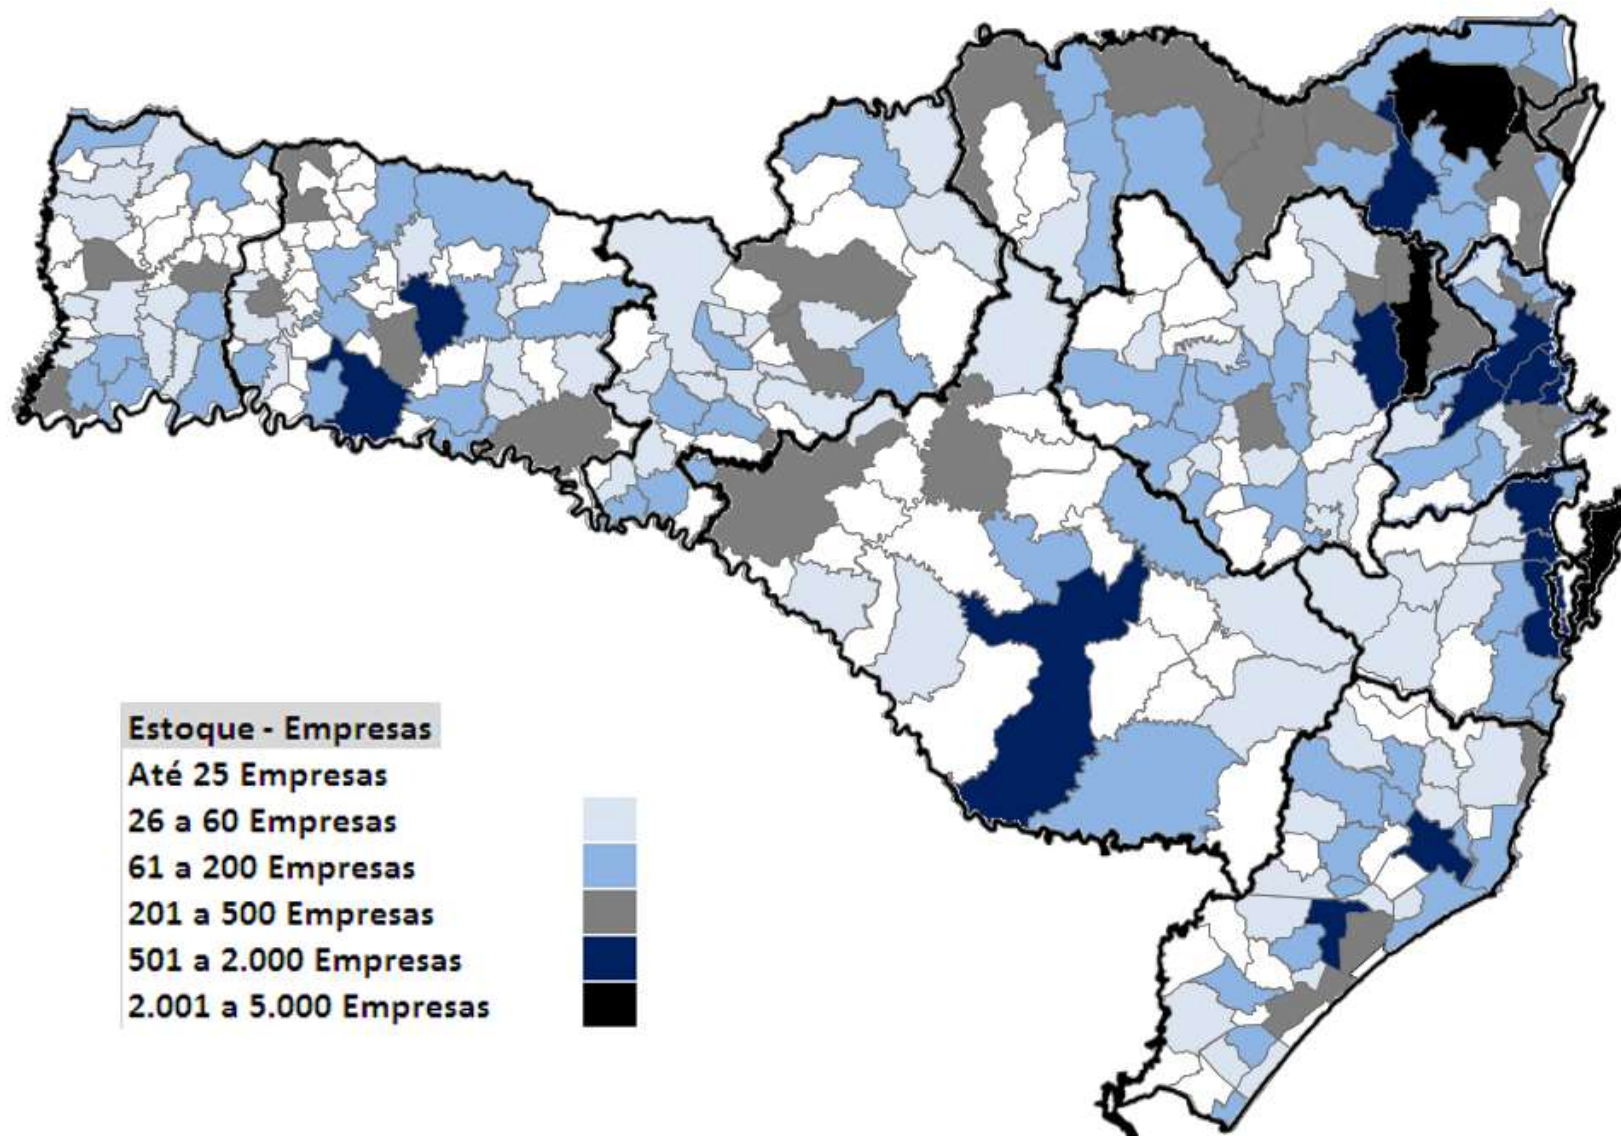 Estoque - Empresas
Até 25 Empresas
26 a 60 Empresas
61 a 200 Empresas
201 a 500 Empresas
501 a 2.000 Empresas
2.001 a 5.000 Empresas